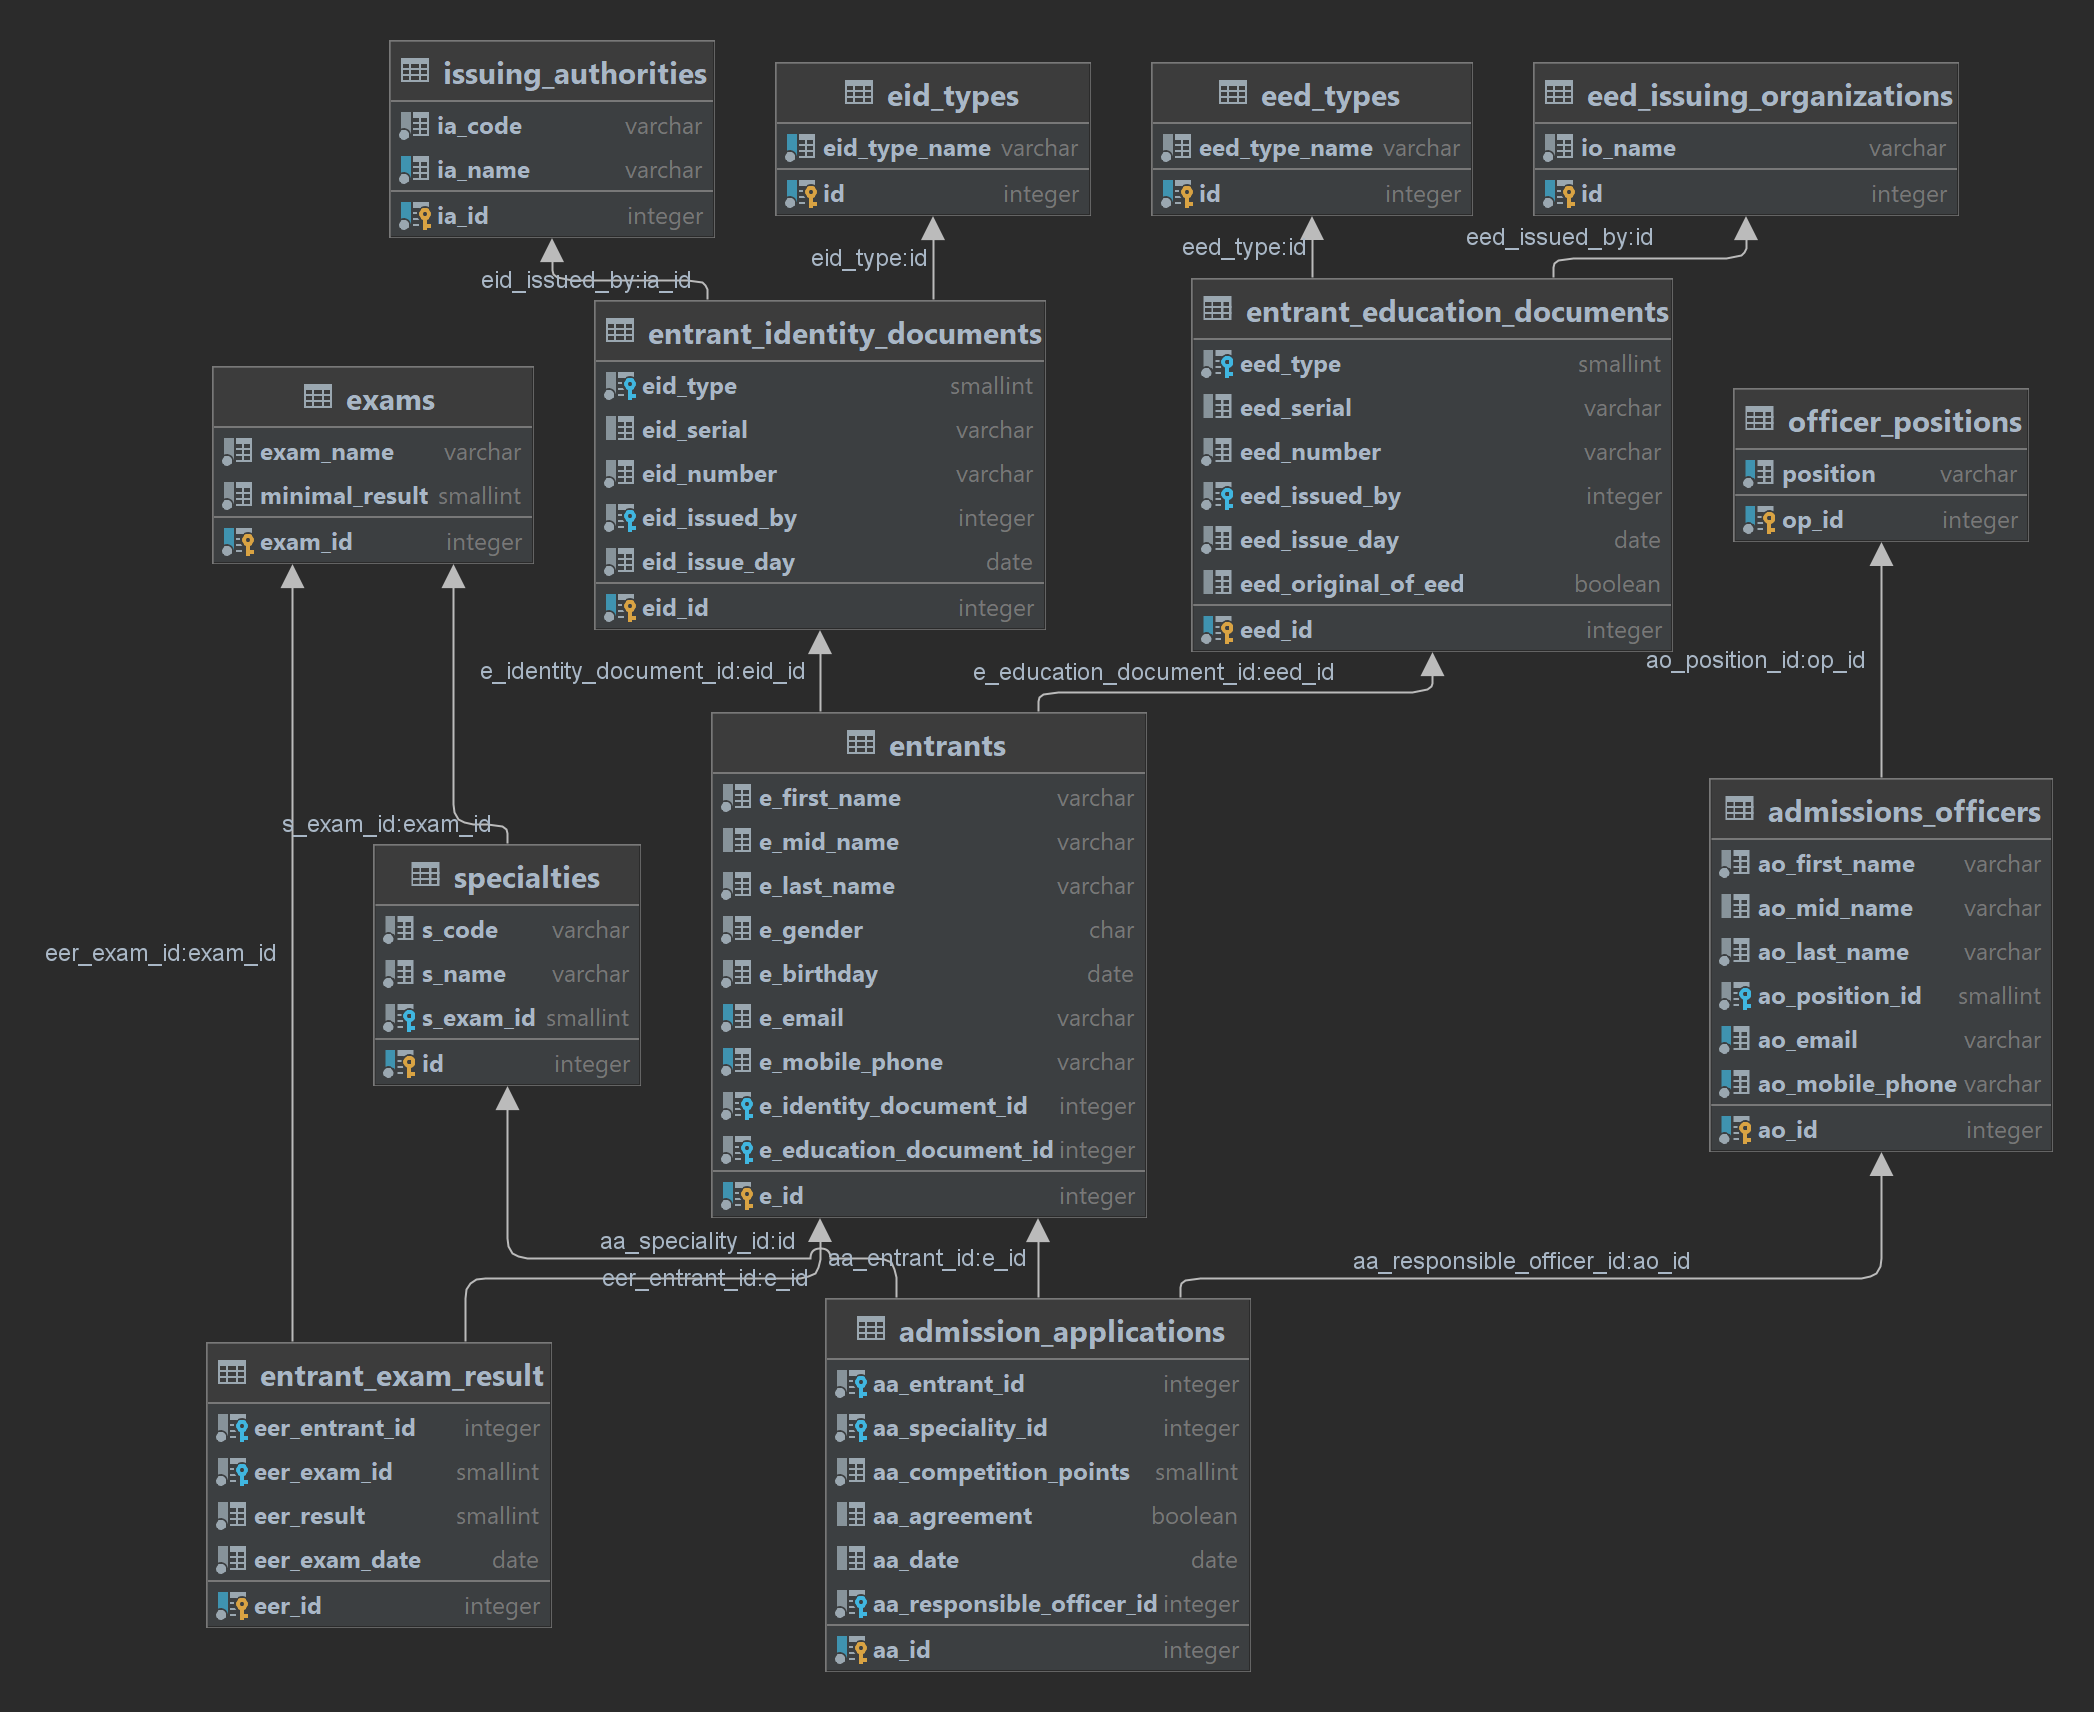 issuing_authorities
ia_code varchar
ia_name varchar
ia_id integer
eid_types
eid_type_name varchar
id integer
eed_types
eed_type_name varchar
id integer
eed_issuing_organizations
io_name varchar
id integer
eid_issued_by:ia_id
eid_type:id
eed_type:id
eed_issued_by:id
entrant_identity_documents
eid_type smallint
eid_serial varchar
eid_number varchar
eid_issued_by integer
eid_issue_day date
eid_id integer
entrant_education_documents
eed_type smallint
eed_serial varchar
eed_number varchar
eed_issued_by integer
eed_issue_day date
eed_original_of_eed boolean
eed_id integer
exams
exam_name varchar
minimal_result smallint
exam_id integer
officer_positions
position varchar
op_id integer
e_identity_document_id:eid_id
e_education_document_id:eed_id
ao_position_id:op_id
entrants
e_first_name varchar
e_mid_name varchar
e_last_name varchar
e_gender char
e_birthday date
e_email varchar
e_mobile_phone varchar
e_identity_document_id integer
e_education_document_id integer
e_id integer
admissions_officers
ao_first_name varchar
ao_mid_name varchar
ao_last_name varchar
ao_position_id smallint
ao_email varchar
ao_mobile_phone varchar
ao_id integer
s_exam_id:exam_id
specialties
s_code varchar
s_name varchar
s_exam_id smallint
id integer
eer_exam_id:exam_id
aa_speciality_id:id
eer_entrant_id:e_id
aa_entrant_id:e_id
aa_responsible_officer_id:ao_id
entrant_exam_result
eer_entrant_id integer
eer_exam_id smallint
eer_result smallint
eer_exam_date date
eer_id integer
admission_applications
aa_entrant_id integer
aa_speciality_id integer
aa_competition_points smallint
aa_agreement boolean
aa_date date
aa_responsible_officer_id integer
aa_id integer